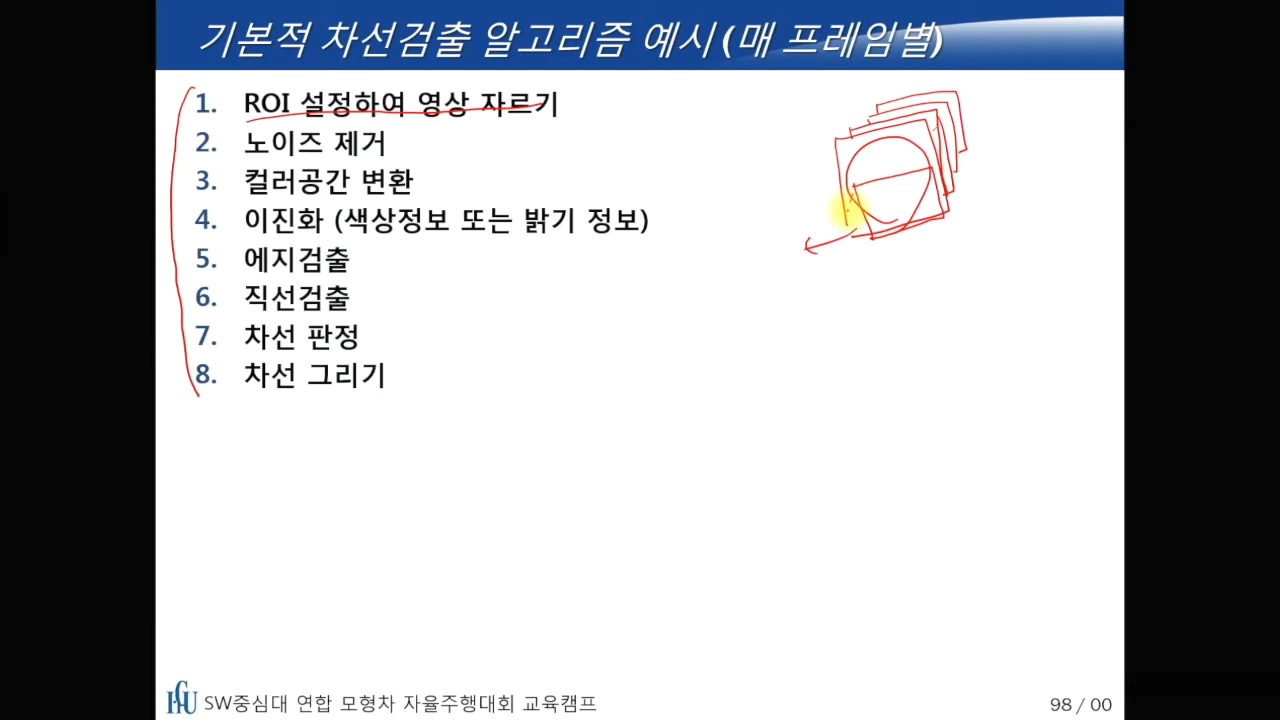 기본적 차선검출 알고리즘 예시(매 프레임별)
1. ROI 설정하여 영상 자르기
2. 노이즈 제거
3. 컬러공간 변환
4. 이진화 (색상정보 또는 밝기 정보)
5. 에지검출
6. 직선검출
7. 차선 판정
8. 차선 그리기
HGU SW중심대 연합 모형차 자율주행대회 교육캠프
98 / 00